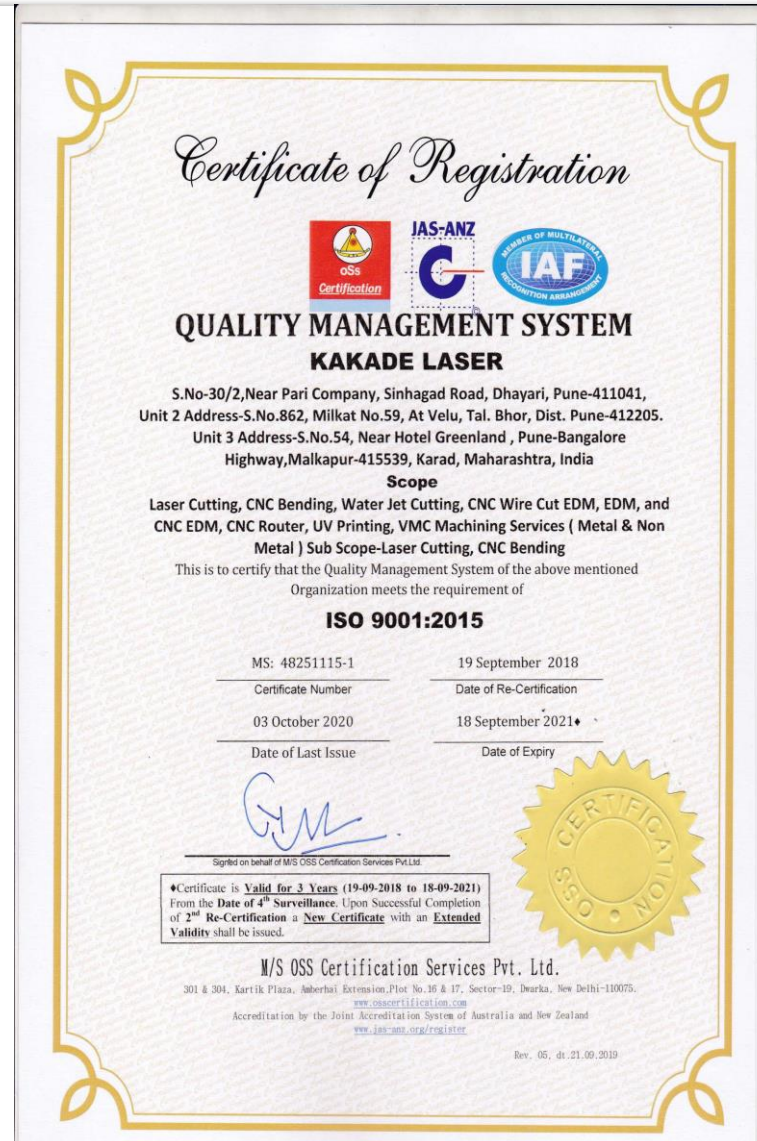 Certificate of Registration
oSs
Certification
JAS-ANZ
MEMBER OF MULTILATERAL
IAF
RECOGNITION ARRANGEMENT
QUALITY MANAGEMENT SYSTEM
KAKADE LASER
S.No-30/2,Near Pari Company, Sinhagad Road, Dhayari, Pune-411041,
Unit 2 Address-S.No.862, Milkat No.59, At Velu, Tal. Bhor, Dist. Pune-412205.
Unit 3 Address-S.No.54, Near Hotel Greenland , Pune-Bangalore
Highway,Malkapur-415539, Karad, Maharashtra, India
Scope
Laser Cutting, CNC Bending, Water Jet Cutting, CNC Wire Cut EDM, EDM, and
CNC EDM, CNC Router, UV Printing, VMC Machining Services ( Metal & Non
Metal ) Sub Scope-Laser Cutting, CNC Bending
This is to certify that the Quality Management System of the above mentioned
Organization meets the requirement of
ISO 9001:2015
MS: 48251115-1 19 September 2018
Certificate Number Date of Re-Certification
03 October 2020 18 September 2021♦
Date of Last Issue Date of Expiry
Signed on behalf of M/S OSS Certification Services Pvt.Ltd.
CERTIFICATION
OSS
♦Certificate is Valid for 3 Years (19-09-2018 to 18-09-2021)
From the Date of 4th Surveillance. Upon Successful Completion
of 2nd Re-Certification a New Certificate with an Extended
Validity shall be issued.
M/S OSS Certification Services Pvt. Ltd.
301 & 304, Kartik Plaza, Amberhai Extension,Plot No.16 & 17, Sector-19, Dwarka, New Delhi-110075.
www.osscertification.com
Accreditation by the Joint Accreditation System of Australia and New Zealand
www.jas-anz.org/register
Rev. 05, dt.21.09.2019